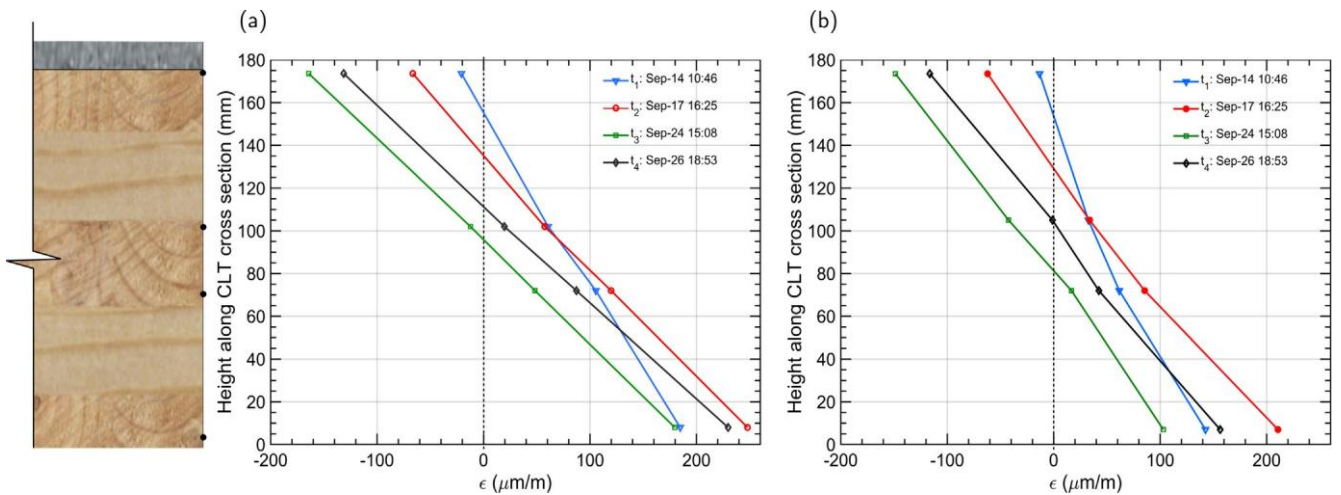 (a)
(b)
180
160
140
120
100
80
60
40
20
0
Height along CLT cross section (mm)
t1: Sep-14 10:46
t2: Sep-17 16:25
t3: Sep-24 15:08
t4: Sep-26 18:53
-200 -100 0 100 200
ϵ (μm/m)
180
160
140
120
100
80
60
40
20
0
Height along CLT cross section (mm)
t1: Sep-14 10:46
t2: Sep-17 16:25
t3: Sep-24 15:08
t4: Sep-26 18:53
-200 -100 0 100 200
ϵ (μm/m)